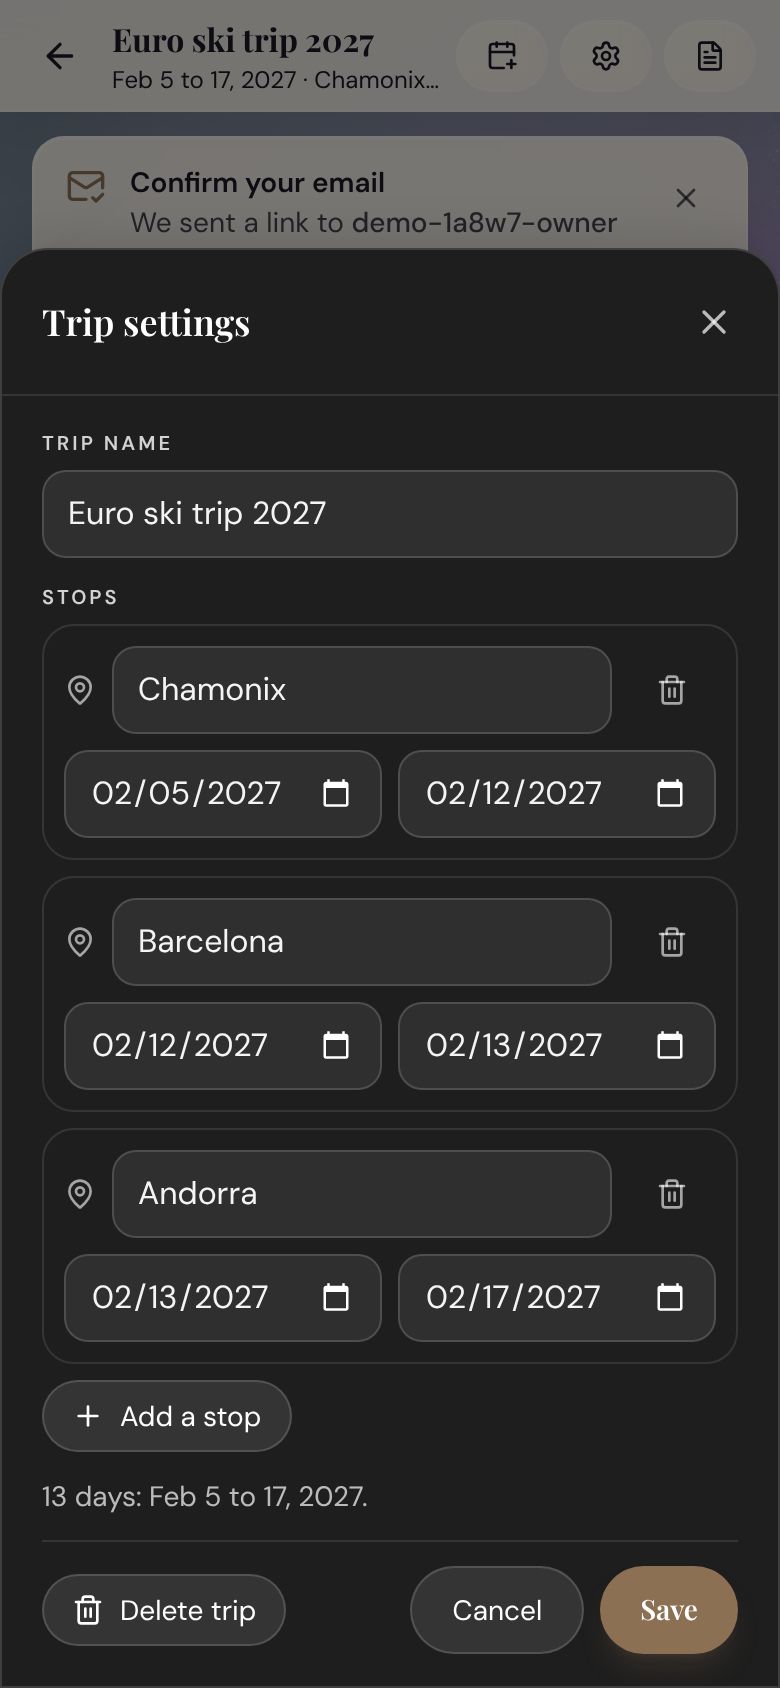 Euro ski trip 2027
Feb 5 to 17, 2027 · Chamonix...
Confirm your email
We sent a link to demo-1a8w7-owner
Trip settings
TRIP NAME
Euro ski trip 2027
STOPS
Chamonix
02/05/2027 02/12/2027
Barcelona
02/12/2027 02/13/2027
Andorra
02/13/2027 02/17/2027
Add a stop
13 days: Feb 5 to 17, 2027.
Delete trip Cancel Save